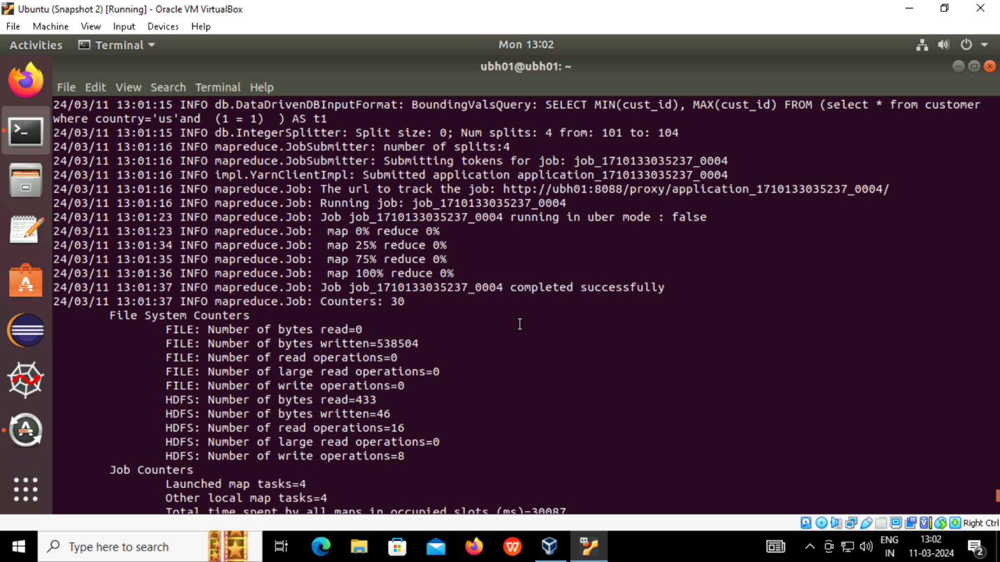 Ubuntu (Snapshot 2) [Running] - Oracle VM VirtualBox
File Machine View Input Devices Help
Activities Terminal Mon 13:02
ubh01@ubh01: ~
File Edit View Search Terminal Help
24/03/11 13:01:15 INFO db.DataDrivenDBInputFormat: BoundingValsQuery: SELECT MIN(cust_id), MAX(cust_id) FROM (select * from customer
where country='us'and  (1 = 1)  ) AS t1
24/03/11 13:01:15 INFO db.IntegerSplitter: Split size: 0; Num splits: 4 from: 101 to: 104
24/03/11 13:01:16 INFO mapreduce.JobSubmitter: number of splits:4
24/03/11 13:01:16 INFO mapreduce.JobSubmitter: Submitting tokens for job: job_1710133035237_0004
24/03/11 13:01:16 INFO impl.YarnClientImpl: Submitted application application_1710133035237_0004
24/03/11 13:01:16 INFO mapreduce.Job: The url to track the job: http://ubh01:8088/proxy/application_1710133035237_0004/
24/03/11 13:01:16 INFO mapreduce.Job: Running job: job_1710133035237_0004
24/03/11 13:01:23 INFO mapreduce.Job: Job job_1710133035237_0004 running in uber mode : false
24/03/11 13:01:23 INFO mapreduce.Job:  map 0% reduce 0%
24/03/11 13:01:34 INFO mapreduce.Job:  map 25% reduce 0%
24/03/11 13:01:35 INFO mapreduce.Job:  map 75% reduce 0%
24/03/11 13:01:36 INFO mapreduce.Job:  map 100% reduce 0%
24/03/11 13:01:37 INFO mapreduce.Job: Job job_1710133035237_0004 completed successfully
24/03/11 13:01:37 INFO mapreduce.Job: Counters: 30
File System Counters
FILE: Number of bytes read=0
FILE: Number of bytes written=538504
FILE: Number of read operations=0
FILE: Number of large read operations=0
FILE: Number of write operations=0
HDFS: Number of bytes read=433
HDFS: Number of bytes written=46
HDFS: Number of read operations=16
HDFS: Number of large read operations=0
HDFS: Number of write operations=8
Job Counters
Launched map tasks=4
Other local map tasks=4
Total time spent by all maps in occupied slots (ms)=30087
Right Ctrl
Type here to search
ENG
IN
13:02
11-03-2024
2